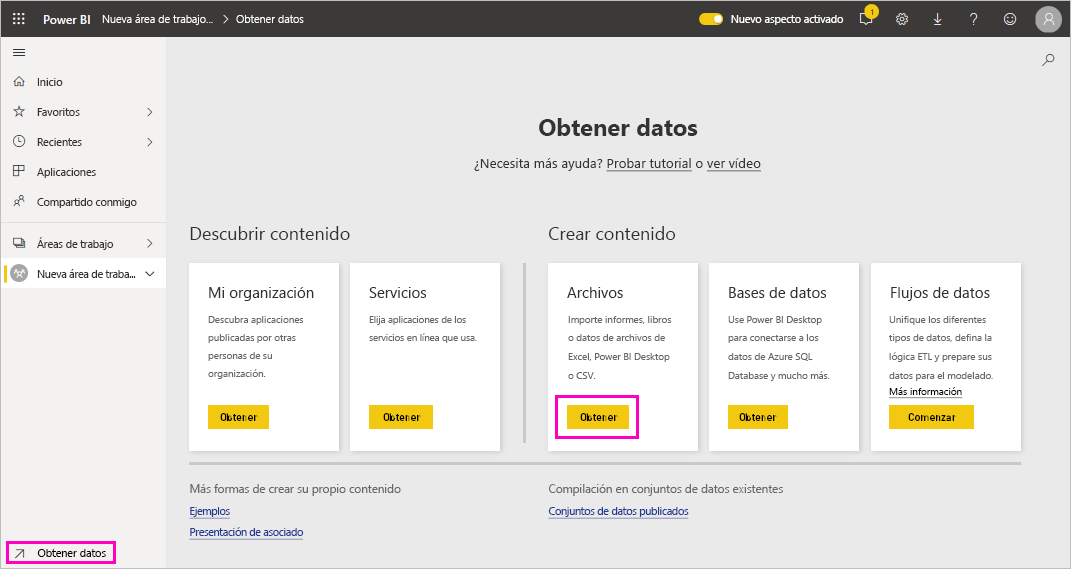 Power BI Nueva área de trabajo... > Obtener datos
Nuevo aspecto activado
1
Inicio
Favoritos
Recientes
Aplicaciones
Compartido conmigo
Áreas de trabajo
Nueva área de traba...
Obtener datos
Obtener datos
¿Necesita más ayuda? Probar tutorial o ver vídeo
Descubrir contenido
Mi organización
Descubra aplicaciones
publicadas por otras
personas de su
organización.
Obtener
Servicios
Elija aplicaciones de los
servicios en línea que usa.
Obtener
Crear contenido
Archivos
Importe informes, libros
o datos de archivos de
Excel, Power BI Desktop
o CSV.
Obtener
Bases de datos
Use Power BI Desktop
para conectarse a los
datos de Azure SQL
Database y mucho más.
Obtener
Flujos de datos
Unifique los diferentes
tipos de datos, defina la
lógica ETL y prepare sus
datos para el modelado.
Más información
Comenzar
Más formas de crear su propio contenido
Ejemplos
Presentación de asociado
Compilación en conjuntos de datos existentes
Conjuntos de datos publicados